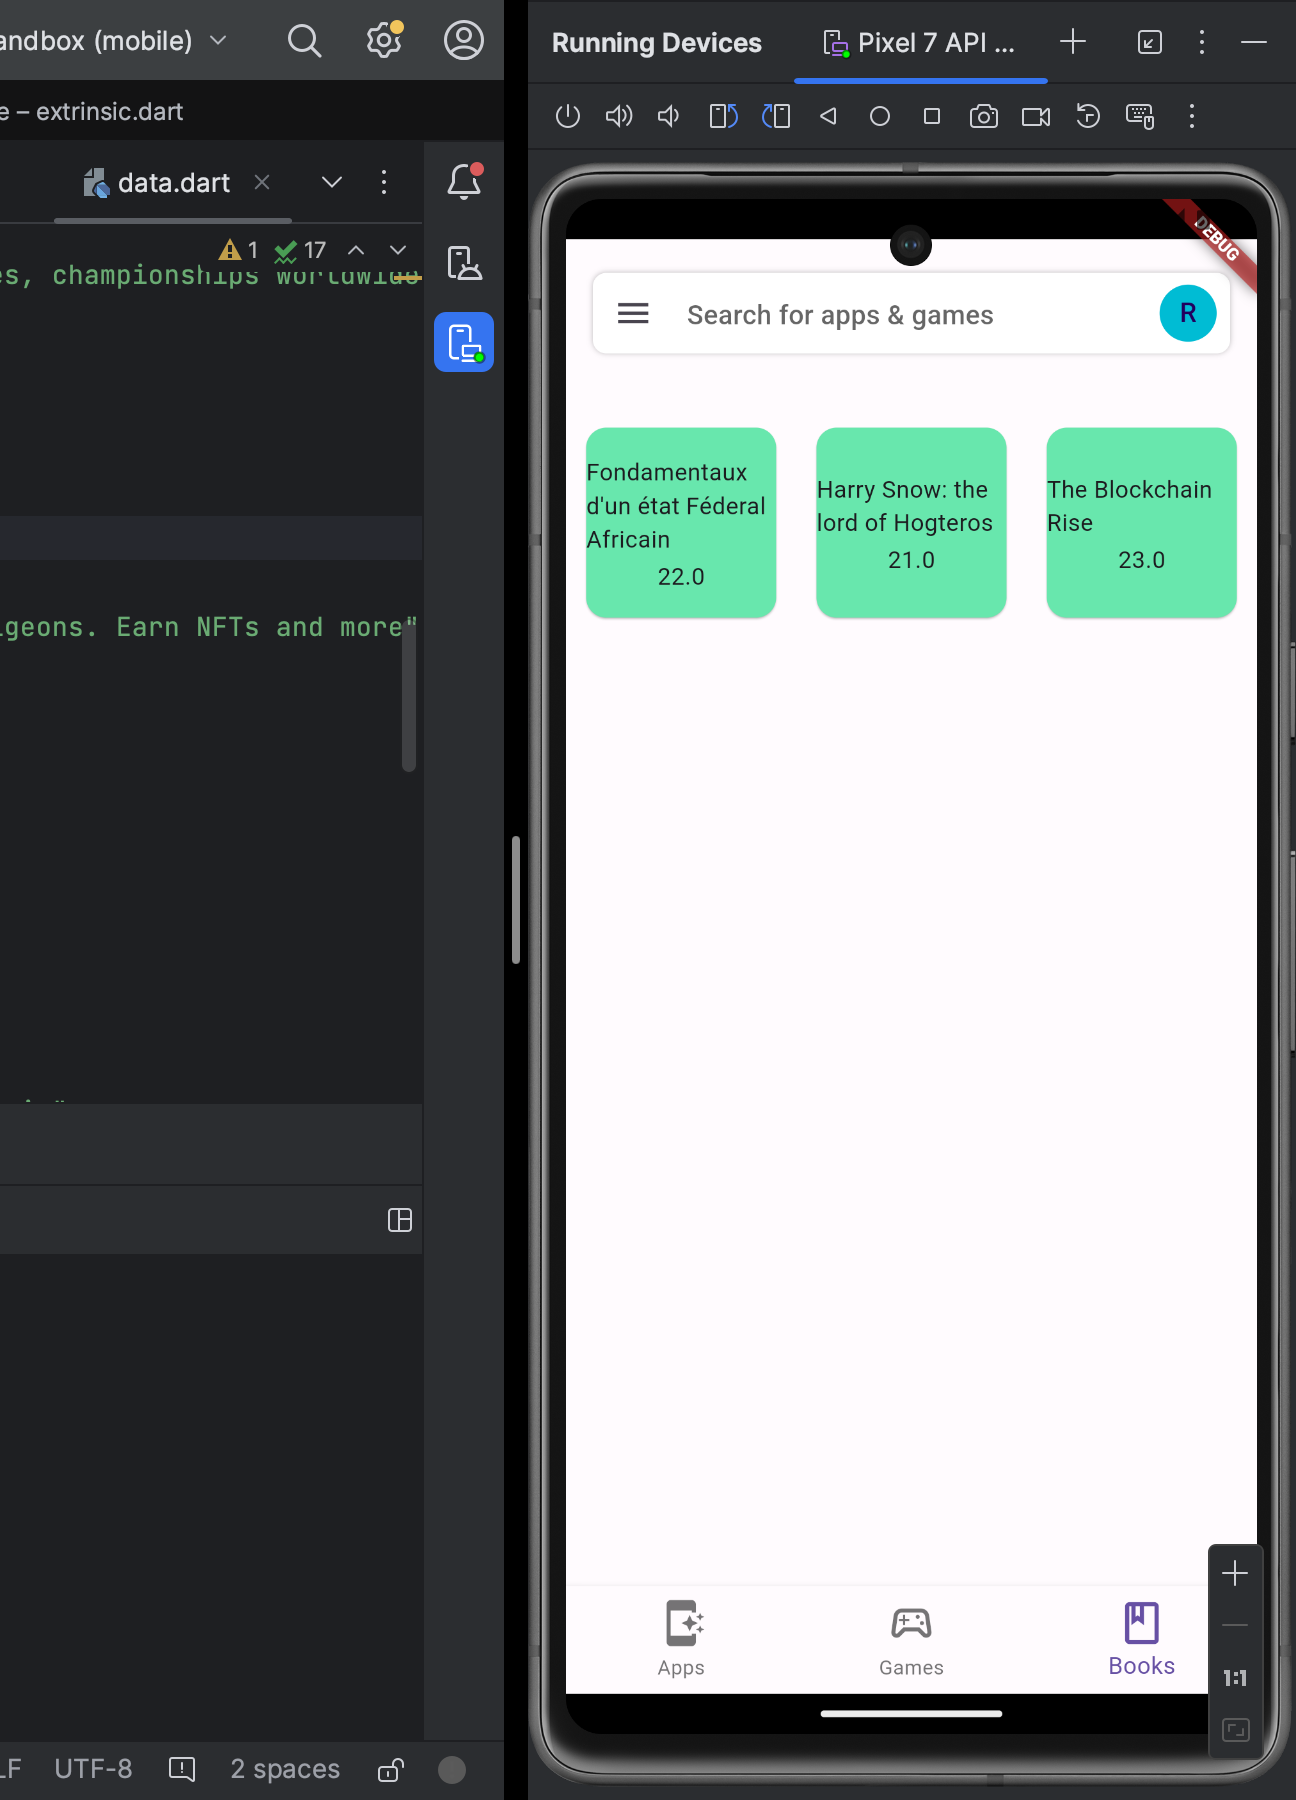 andbox (mobile)
e – extrinsic.dart
data.dart
1 17
es, championships worldwide
geons. Earn NFTs and more"
LF UTF-8 2 spaces
Running Devices Pixel 7 API ...
DEBUG
Search for apps & games
R
Fondamentaux
d'un état Féderal
Africain
22.0
Harry Snow: the
lord of Hogteros
21.0
The Blockchain
Rise
23.0
Apps
Games
Books
1:1